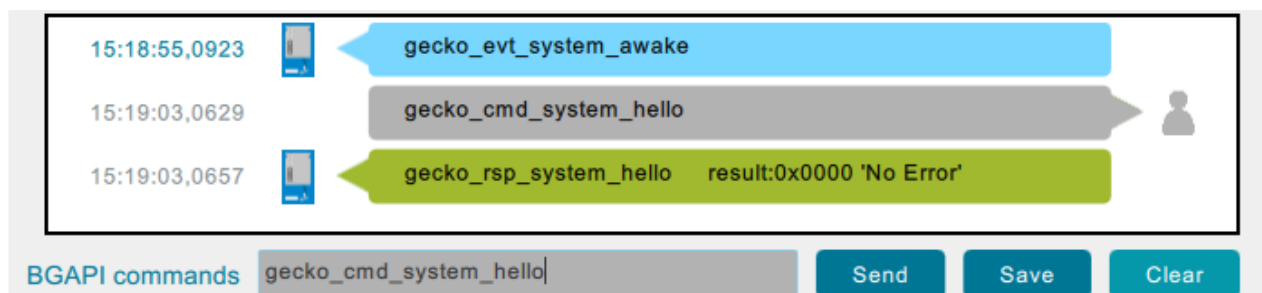 15:18:55,0923 gecko_evt_system_awake
15:19:03,0629 gecko_cmd_system_hello
15:19:03,0657 gecko_rsp_system_hello result:0x0000 'No Error'
BGAPI commands gecko_cmd_system_hello Send Save Clear